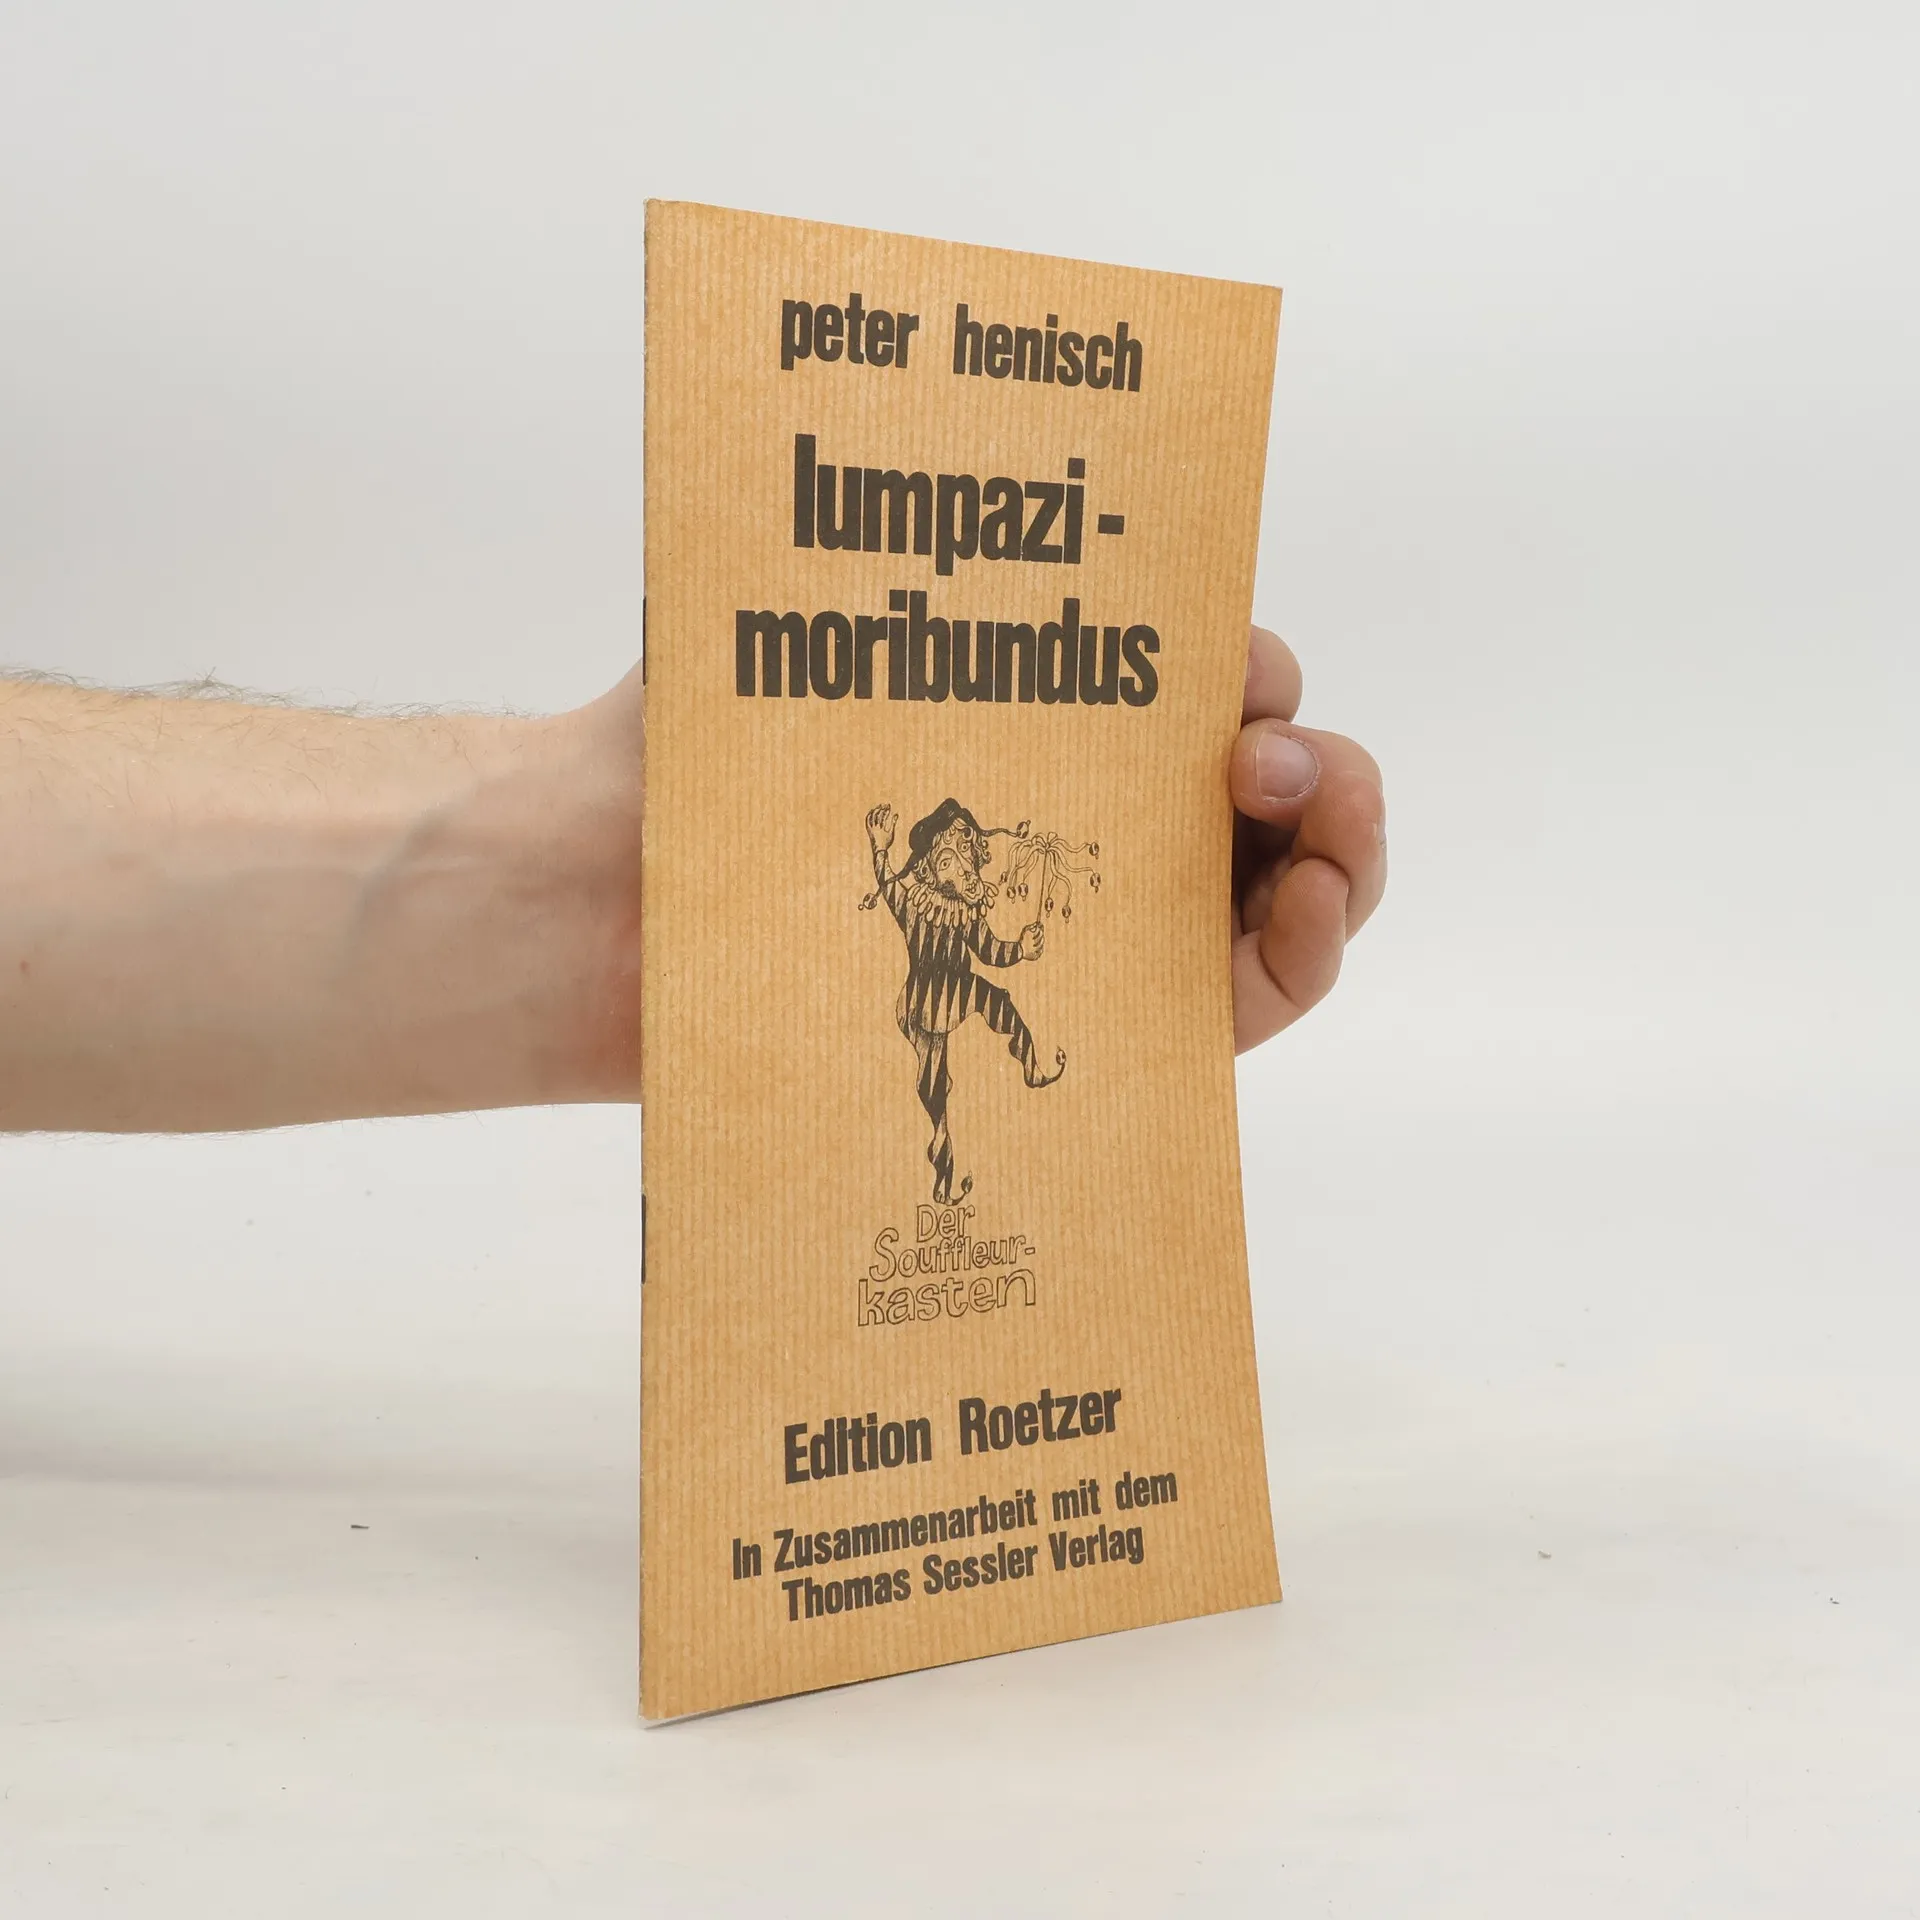 peter henisch
lumpazi-
moribundus
Der
Souffleur-
kasten
Edition Roetzer
In Zusammenarbeit mit dem
Thomas Sessler Verlag